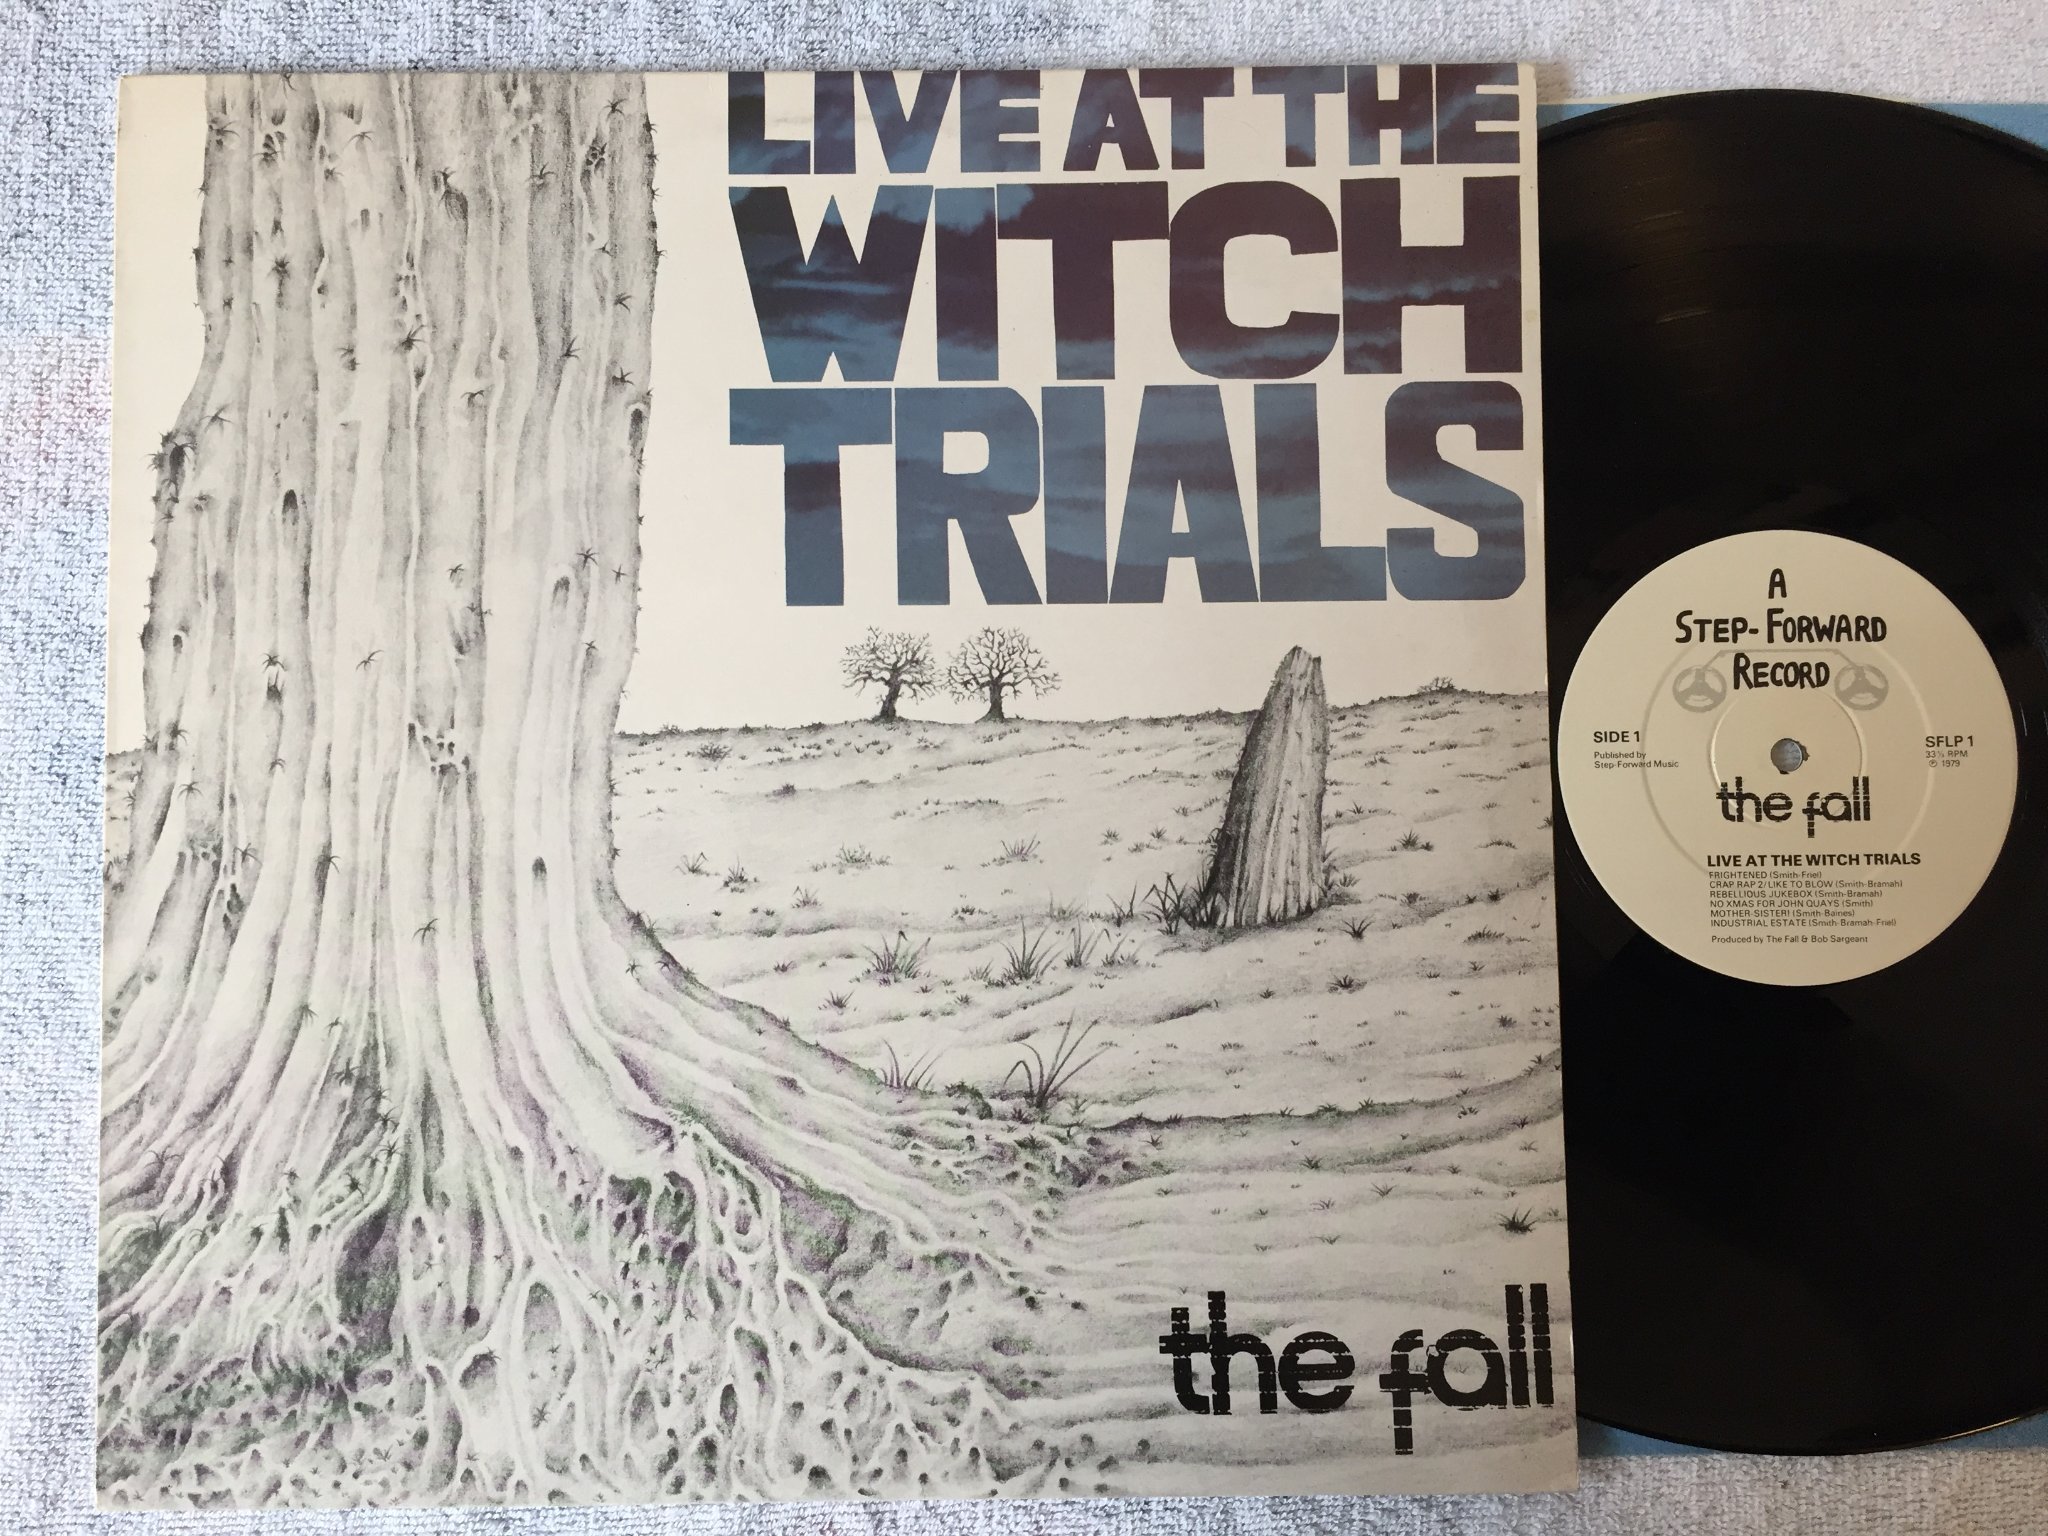 LIVE AT THE
WITCH
TRIALS
the fall
A
STEP-FORWARD
RECORD
SIDE 1
Published by
Step-Forward Music
SFLP 1
33⅓ RPM
℗ 1979
the fall
LIVE AT THE WITCH TRIALS
FRIGHTENED (Smith-Friel)
CRAP RAP 2/LIKE TO BLOW (Smith-Bramah)
REBELLIOUS JUKEBOX (Smith-Bramah)
NO XMAS FOR JOHN QUAYS (Smith)
MOTHER-SISTER! (Smith-Baines)
INDUSTRIAL ESTATE (Smith-Bramah-Friel)
Produced by The Fall & Bob Sargeant